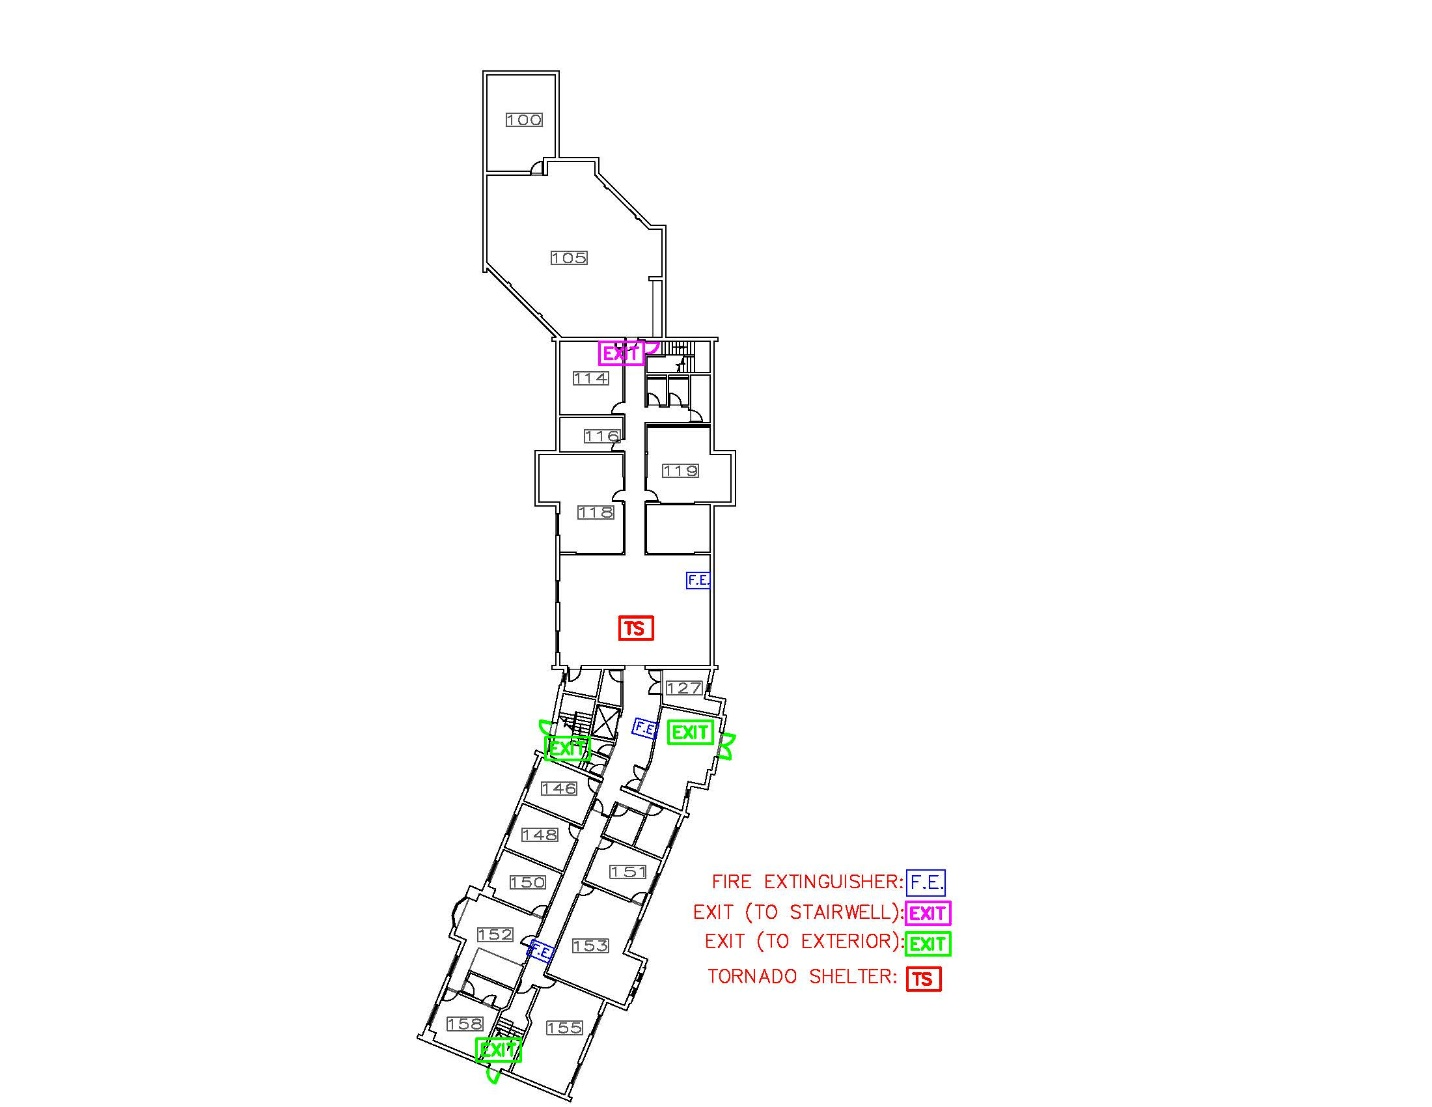 100
105
EXIT
114
116
119
118
F.E.
TS
127
F.E.
EXIT
EXIT
146
148
151
150
152
153
F.E.
158
155
EXIT
FIRE EXTINGUISHER: F.E.
EXIT (TO STAIRWELL): EXIT
EXIT (TO EXTERIOR): EXIT
TORNADO SHELTER: TS